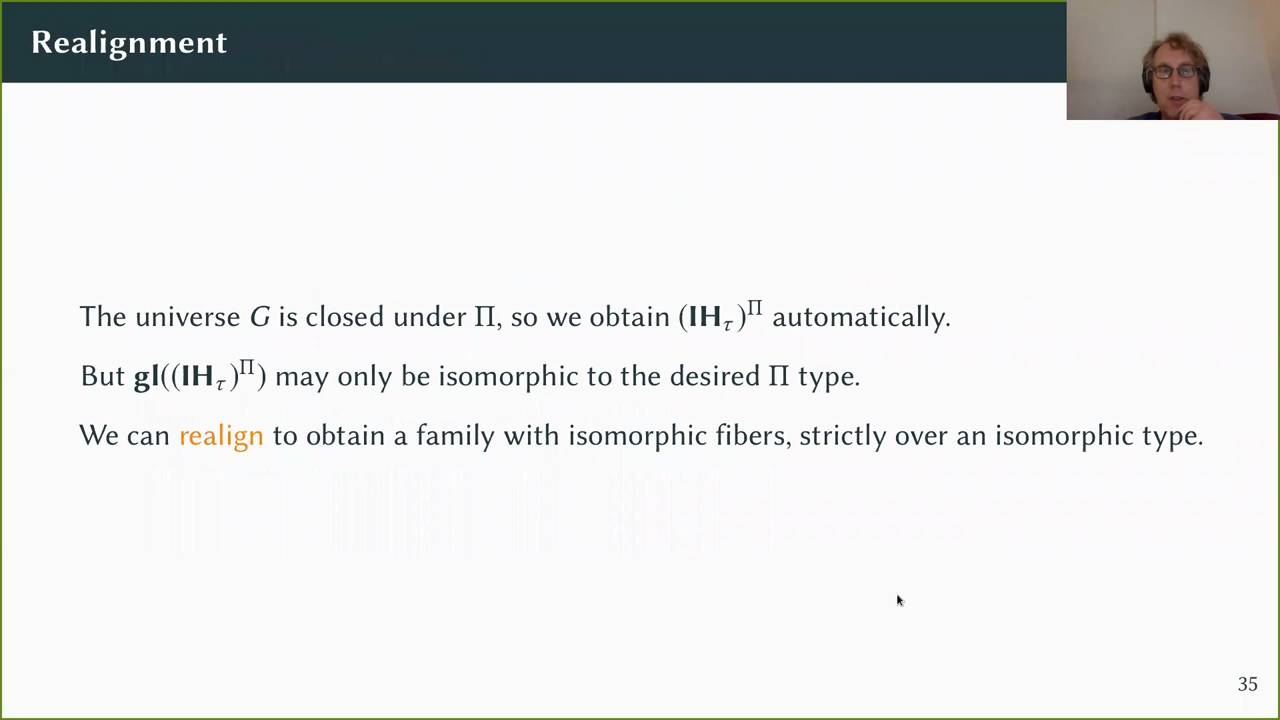 Realignment
The universe G is closed under Π, so we obtain (IH_τ)^Π automatically.
But gl((IH_τ)^Π) may only be isomorphic to the desired Π type.
We can realign to obtain a family with isomorphic fibers, strictly over an isomorphic type.
35